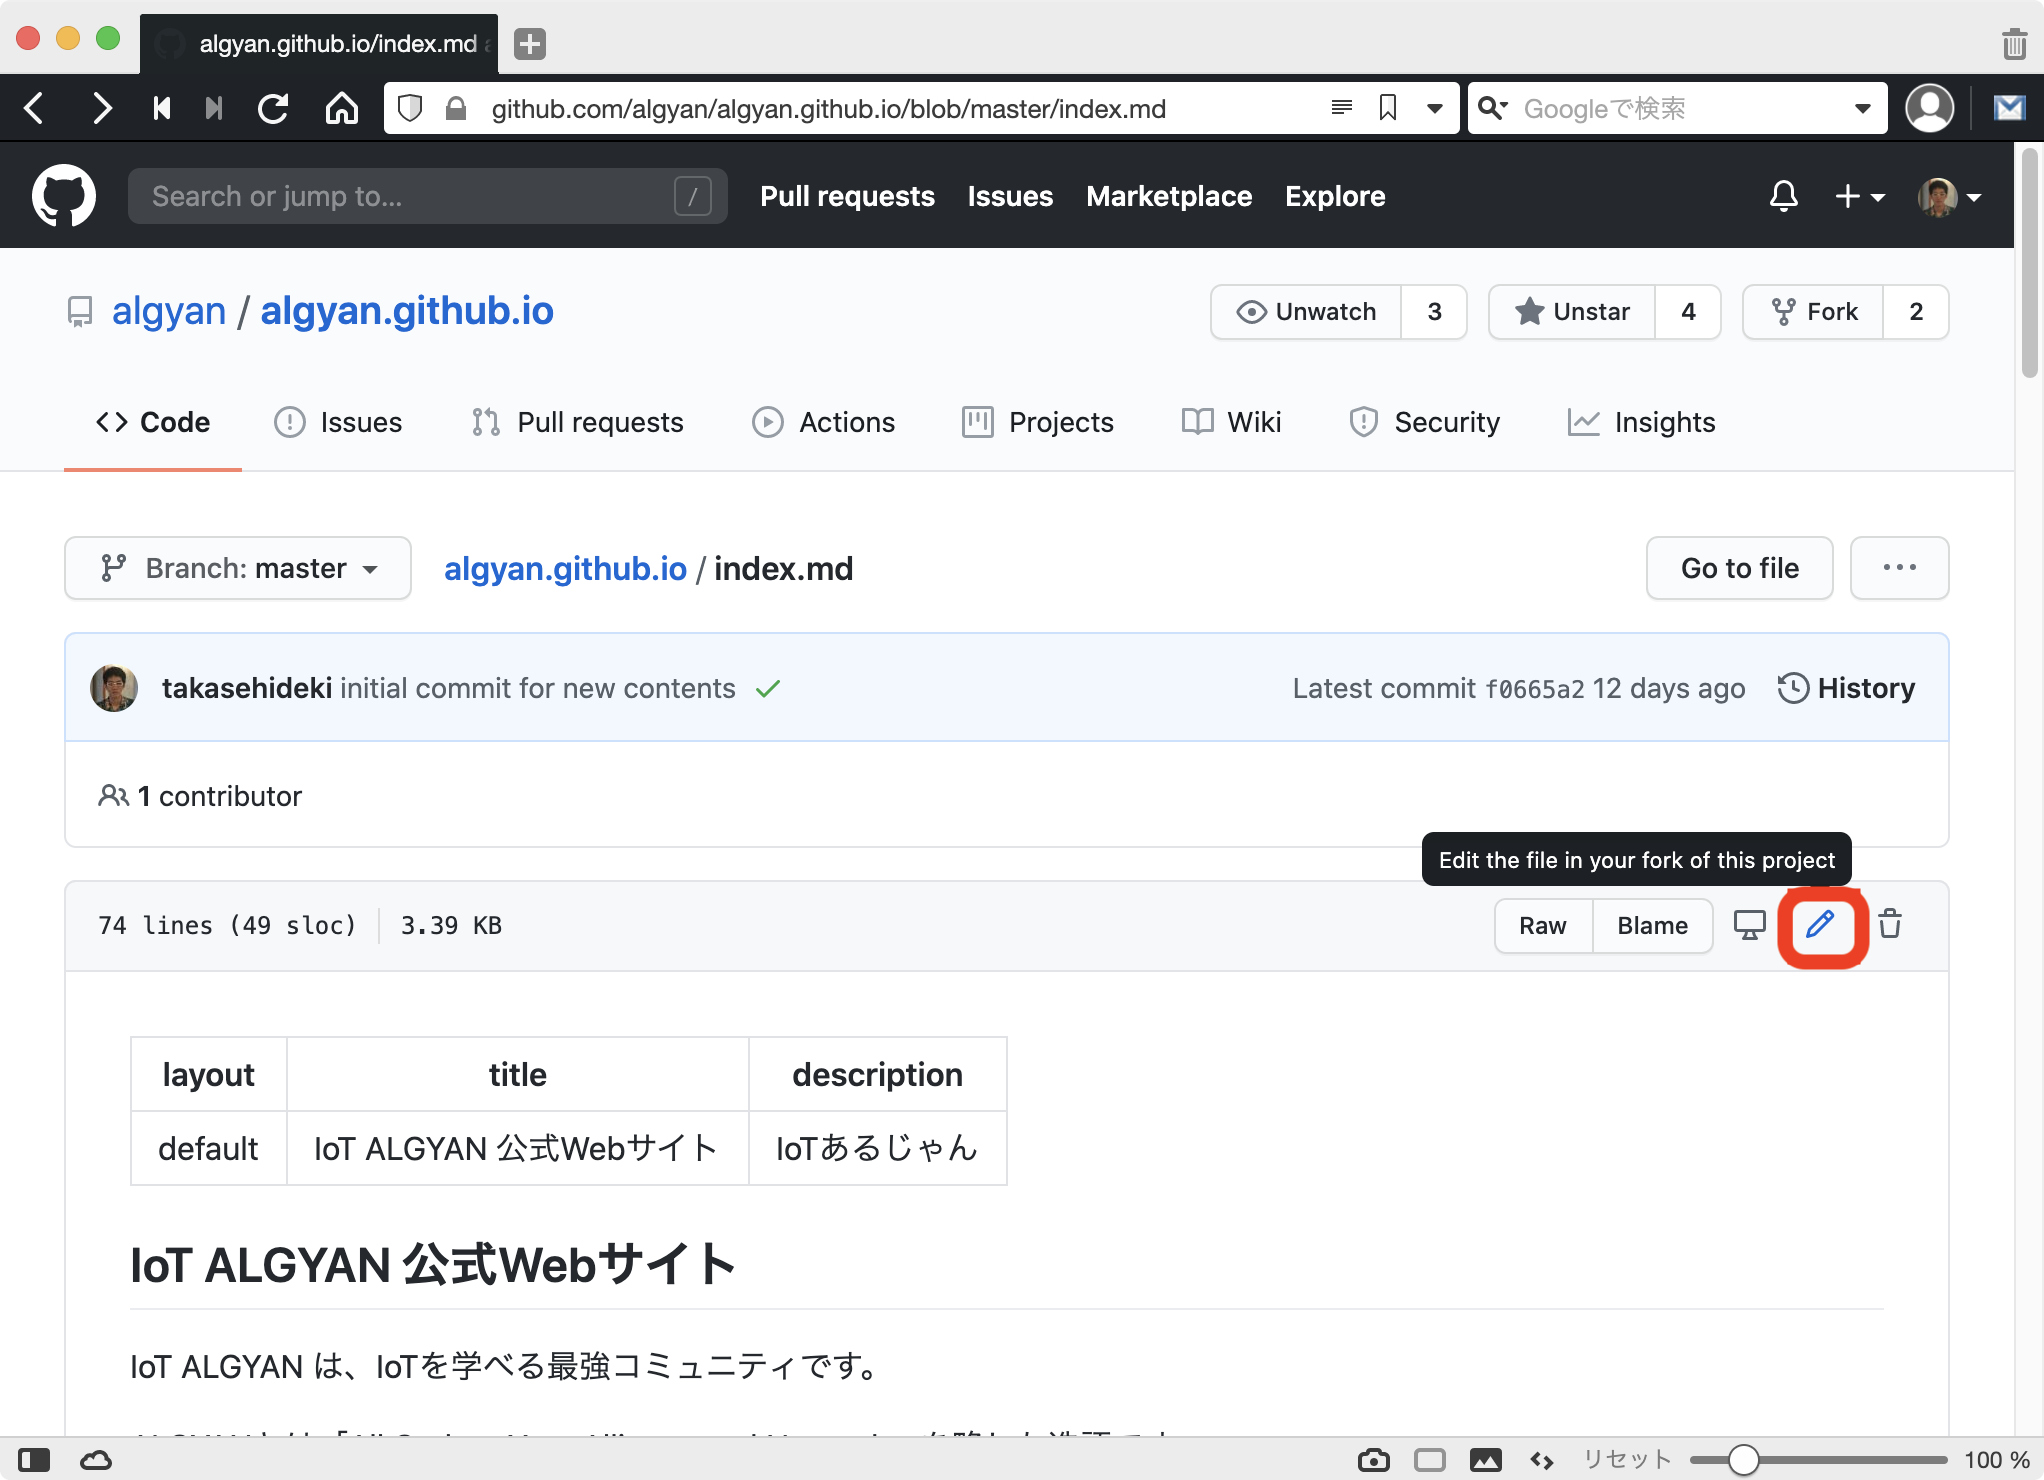 algyan.github.io/index.md
github.com/algyan/algyan.github.io/blob/master/index.md
Googleで検索
Search or jump to...
/
Pull requests Issues Marketplace Explore
algyan / algyan.github.io
Unwatch 3 Unstar 4 Fork 2
Code Issues Pull requests Actions Projects Wiki Security Insights
Branch: master
algyan.github.io / index.md
Go to file
takasehideki initial commit for new contents
Latest commit f0665a2 12 days ago History
1 contributor
Edit the file in your fork of this project
74 lines (49 sloc) 3.39 KB
Raw Blame
layout title description
default IoT ALGYAN 公式Webサイト IoTあるじゃん
IoT ALGYAN 公式Webサイト
IoT ALGYAN は、IoTを学べる最強コミュニティです。
リセット 100 %